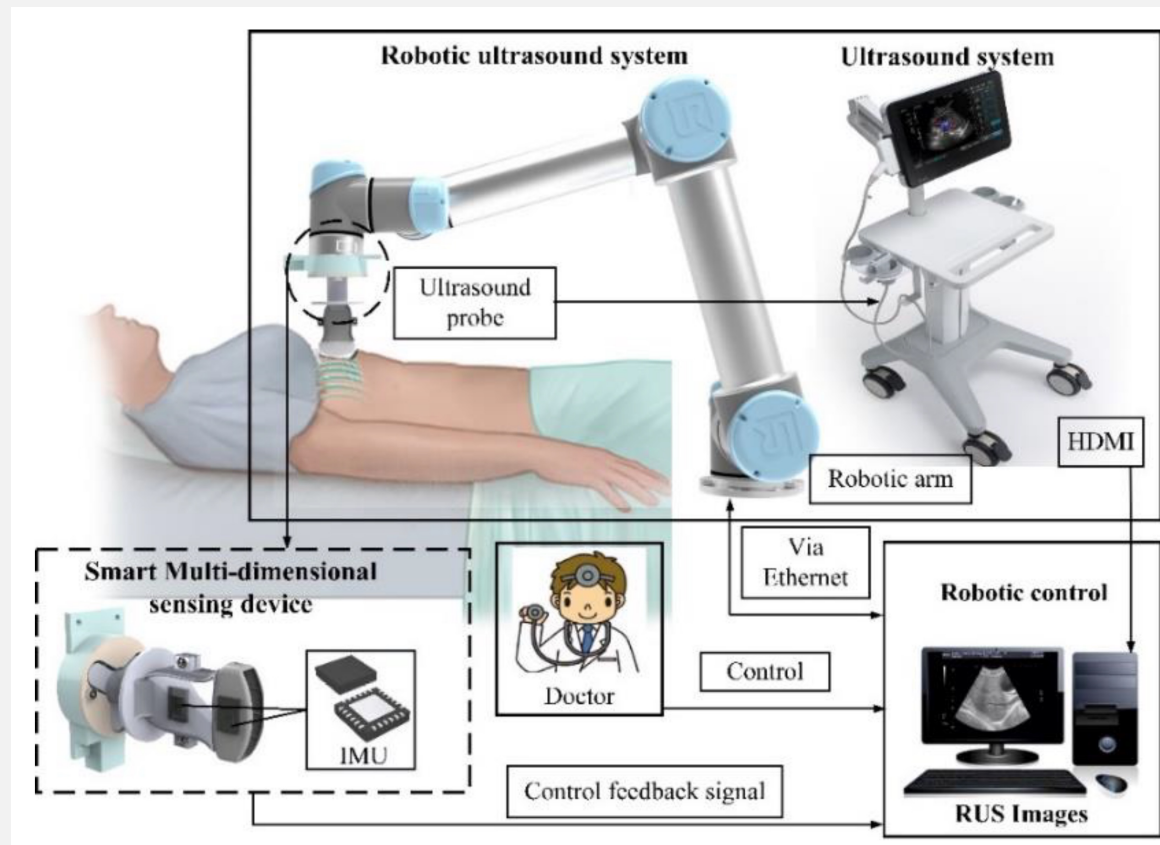 Robotic ultrasound system
Ultrasound system
Ultrasound
probe
HDMI
Robotic arm
Via
Ethernet
Smart Multi-dimensional
sensing device
Robotic control
Control
Doctor
IMU
Control feedback signal
RUS Images